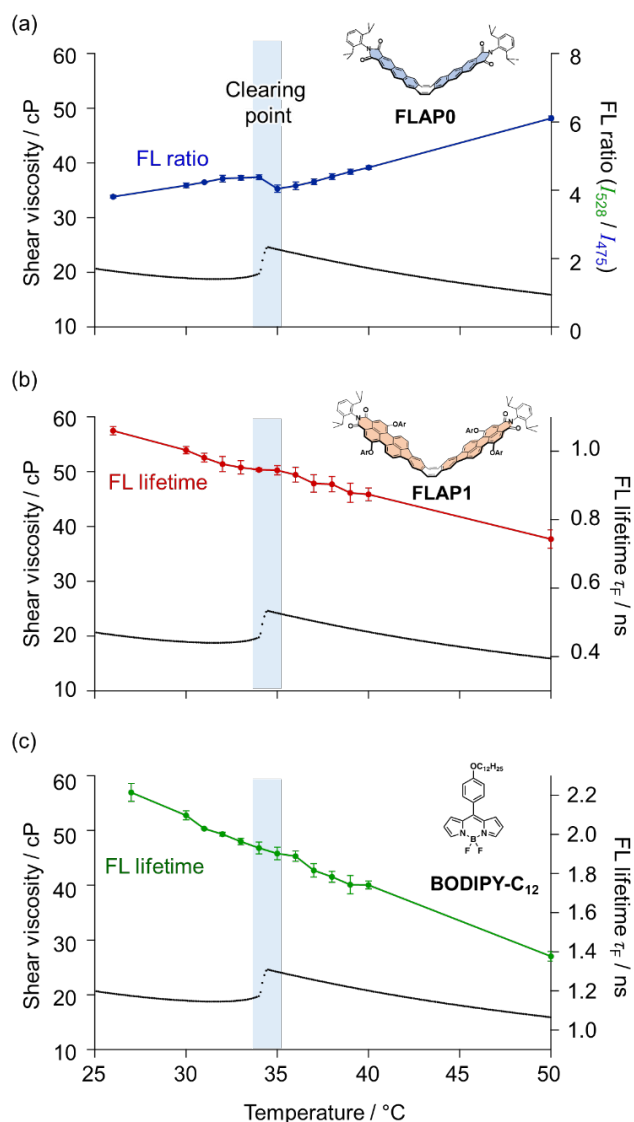 (a)
60
50
40
30
20
10
Shear viscosity / cP
FL ratio
Clearing
point
FLAP0
N
O
O
O
O
N
8
6
4
2
0
FL ratio (I528 / I475)
(b)
60
50
40
30
20
10
Shear viscosity / cP
FL lifetime
N
O
O
OAr
ArO
ArO
OAr
O
N
O
FLAP1
1.0
0.8
0.6
0.4
FL lifetime τF / ns
(c)
60
50
40
30
20
10
Shear viscosity / cP
FL lifetime
OC12H25
N
N
B
F
F
BODIPY-C12
2.2
2.0
1.8
1.6
1.4
1.2
1.0
FL lifetime τF / ns
25
30
35
40
45
50
Temperature / °C